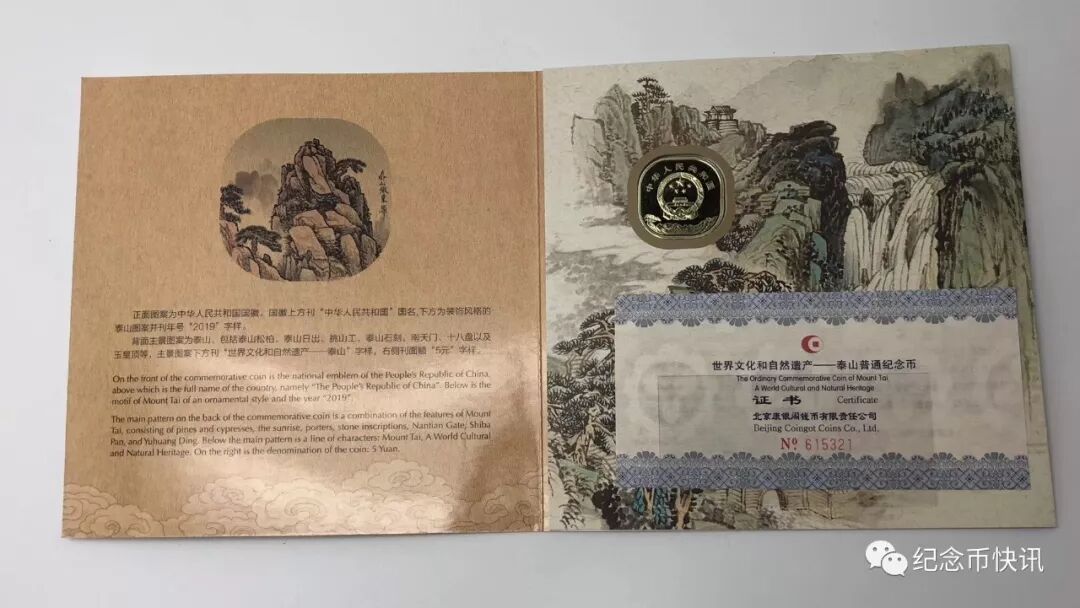 正面图案为中华人民共和国国徽，国徽上方刊“中华人民共和國”国名，下方为装饰风格的
泰山图案并刊年号“2019”字样。
背面主景图案为泰山，包括泰山松柏、泰山日出、挑山工、泰山石刻、南天门、十八盘以及
玉皇顶等，主景图案下方刊“世界文化和自然遗产——泰山”字样，右侧刊面额“5元”字样。
On the front of the commemorative coin is the national emblem of the People's Republic of China,
above which is the full name of the country, namely "The People's Republic of China". Below is the
motif of Mount Tai of an ornamental style and the year "2019".
The main pattern on the back of the commemorative coin is a combination of the features of Mount
Tai, consisting of pines and cypresses, the sunrise, porters, stone inscriptions, Nantian Gate, Shiba
Pan, and Yuhuang Ding. Below the main pattern is a line of characters: Mount Tai, A World Cultural
and Natural Heritage. On the right is the denomination of the coin: 5 Yuan.
中华人民共和國
世界文化和自然遗产——泰山普通纪念币
The Ordinary Commemorative Coin of Mount Tai
A World Cultural and Natural Heritage
证书 Certificate
北京康银阁钱币有限责任公司
Beijing Coingot Coins Co., Ltd.
Nº 615321
纪念币快讯